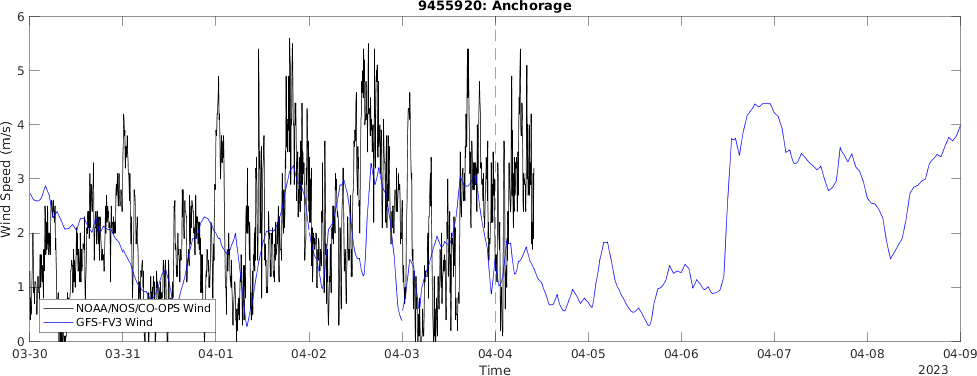 9455920: Anchorage
6
5
4
3
2
1
0
Wind Speed (m/s)
NOAA/NOS/CO-OPS Wind
GFS-FV3 Wind
03-30 03-31 04-01 04-02 04-03 04-04 04-05 04-06 04-07 04-08 04-09
Time
2023